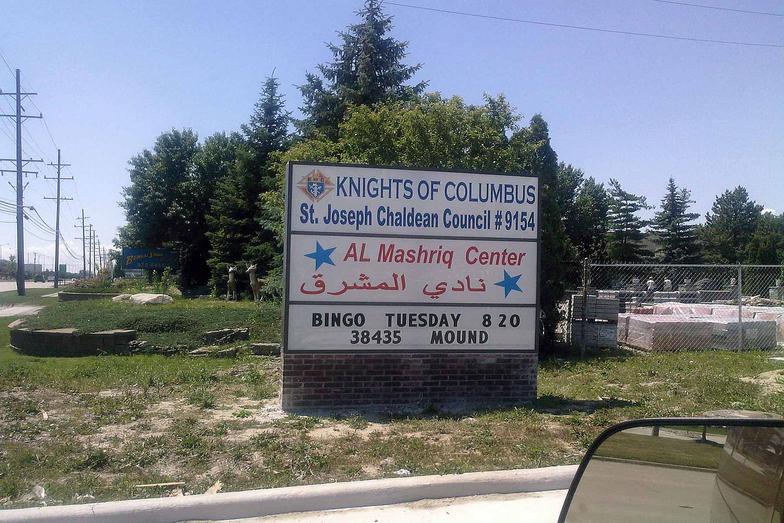 KNIGHTS OF COLUMBUS
St. Joseph Chaldean Council #9154
AL Mashriq Center
نادي المشرق
BINGO TUESDAY 8 20
38435 MOUND